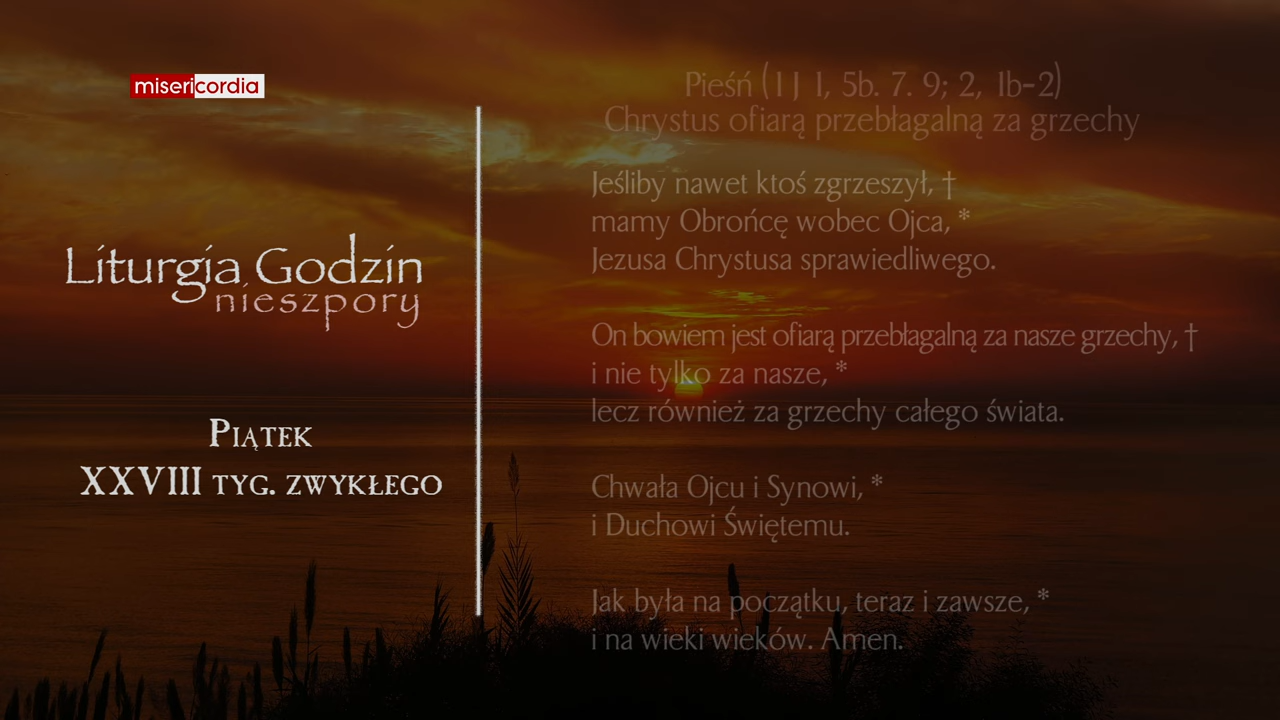 misericordia
Liturgia Godzin
nieszpory
Piątek
XXVIII tyg. zwykłego
Pieśń (1 J 1, 5b. 7. 9; 2, 1b-2)
Chrystus ofiarą przebłagalną za grzechy
Jeśliby nawet ktoś zgrzeszył, †
mamy Obrońcę wobec Ojca, *
Jezusa Chrystusa sprawiedliwego.
On bowiem jest ofiarą przebłagalną za nasze grzechy, †
i nie tylko za nasze, *
lecz również za grzechy całego świata.
Chwała Ojcu i Synowi, *
i Duchowi Świętemu.
Jak była na początku, teraz i zawsze, *
i na wieki wieków. Amen.